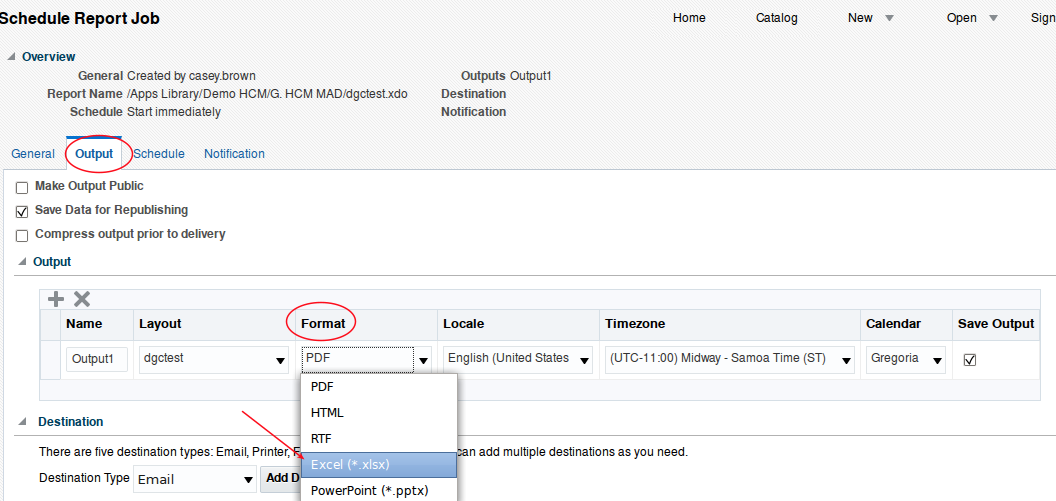 Schedule Report Job
Home Catalog New Open Sign
Overview
General Created by casey.brown
Outputs Output1
Report Name /Apps Library/Demo HCM/G. HCM MAD/dgctest.xdo
Destination
Schedule Start immediately
Notification
General Output Schedule Notification
Make Output Public
Save Data for Republishing
Compress output prior to delivery
Output
Name Layout Format Locale Timezone Calendar Save Output
Output1 dgctest PDF English (United States (UTC-11:00) Midway - Samoa Time (ST) Gregoria
PDF
HTML
RTF
Excel (*.xlsx)
PowerPoint (*.pptx)
Destination
There are five destination types: Email, Printer, F can add multiple destinations as you need.
Destination Type Email Add D